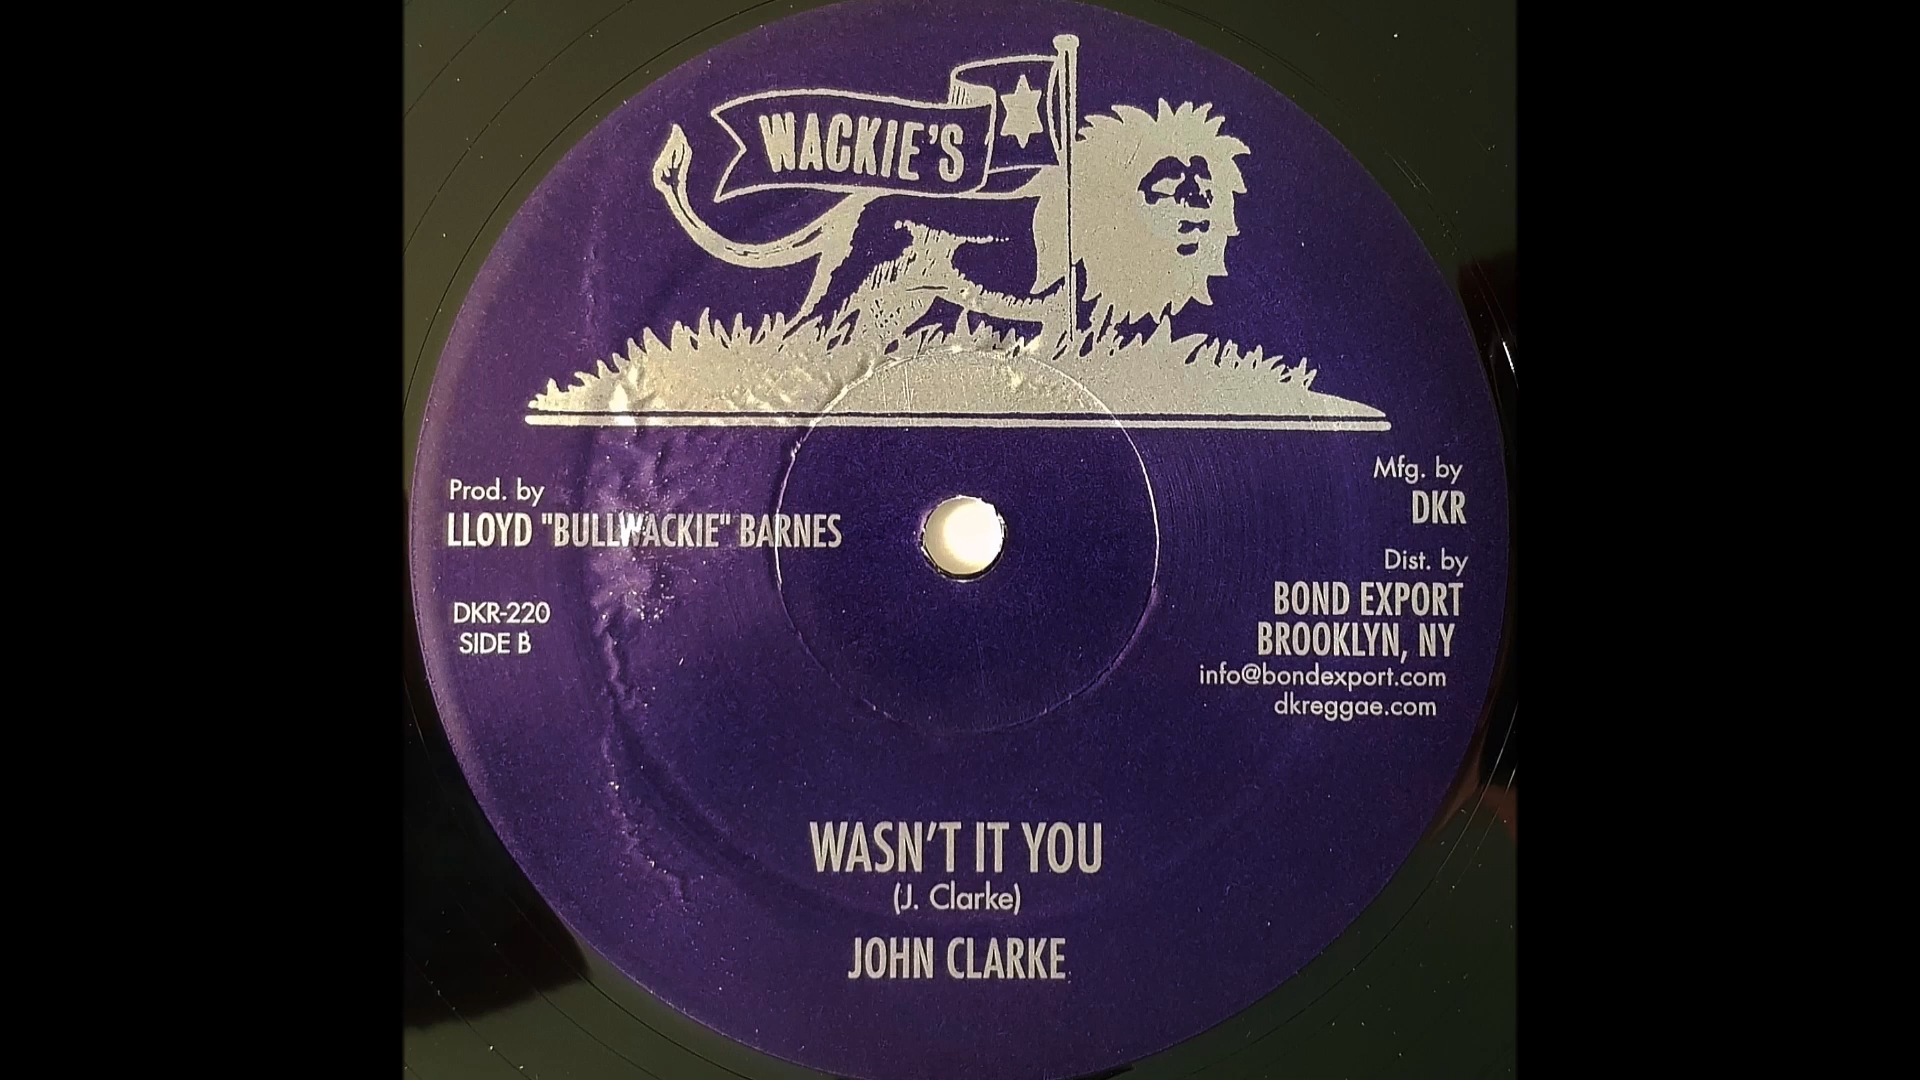 WACKIE'S
Prod. by
LLOYD "BULLWACKIE" BARNES
DKR-220
SIDE B
Mfg. by
DKR
Dist. by
BOND EXPORT
BROOKLYN, NY
info@bondexport.com
dkreggae.com
WASN'T IT YOU
(J. Clarke)
JOHN CLARKE